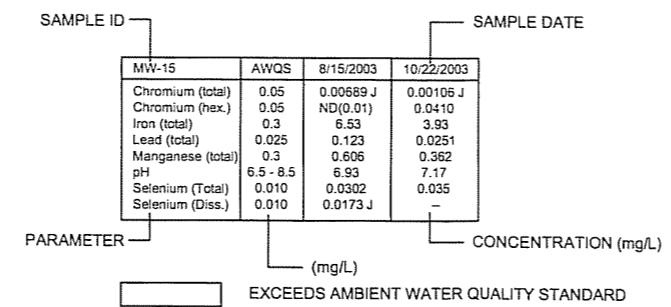 SAMPLE ID
SAMPLE DATE
MW-15 AWQS 8/15/2003 10/22/2003
Chromium (total) 0.05 0.00689 J 0.00106 J
Chromium (hex.) 0.05 ND(0.01) 0.0410
Iron (total) 0.3 6.53 3.93
Lead (total) 0.025 0.123 0.0251
Manganese (total) 0.3 0.606 0.362
pH 6.5 - 8.5 6.93 7.17
Selenium (Total) 0.010 0.0302 0.035
Selenium (Diss.) 0.010 0.0173 J –
PARAMETER
CONCENTRATION (mg/L)
(mg/L)
EXCEEDS AMBIENT WATER QUALITY STANDARD